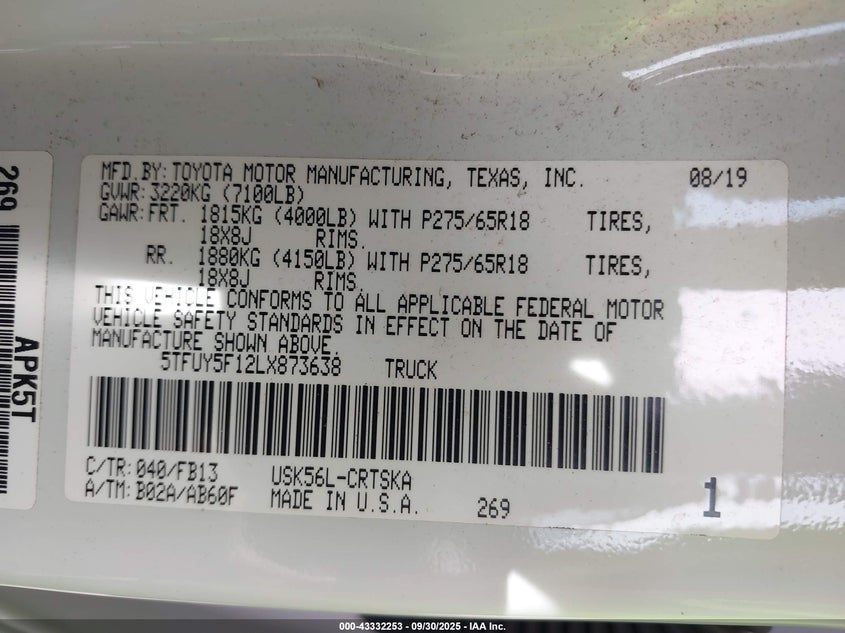 MFD.BY: TOYOTA MOTOR MANUFACTURING, TEXAS, INC. 08/19
GVWR: 3220KG (7100LB)
GAWR: FRT. 1815KG (4000LB) WITH P275/65R18 TIRES,
18X8J RIMS.
RR. 1880KG (4150LB) WITH P275/65R18 TIRES,
18X8J RIMS.
THIS VEHICLE CONFORMS TO ALL APPLICABLE FEDERAL MOTOR
VEHICLE SAFETY STANDARDS IN EFFECT ON THE DATE OF
MANUFACTURE SHOWN ABOVE.
5TFUY5F12LX873638 TRUCK
C/TR: 040/FB13 USK56L-CRTSKA
A/TM: B02A/AB60F MADE IN U.S.A. 269 1
269
APK5T
000-43332253 - 09/30/2025 - IAA Inc.